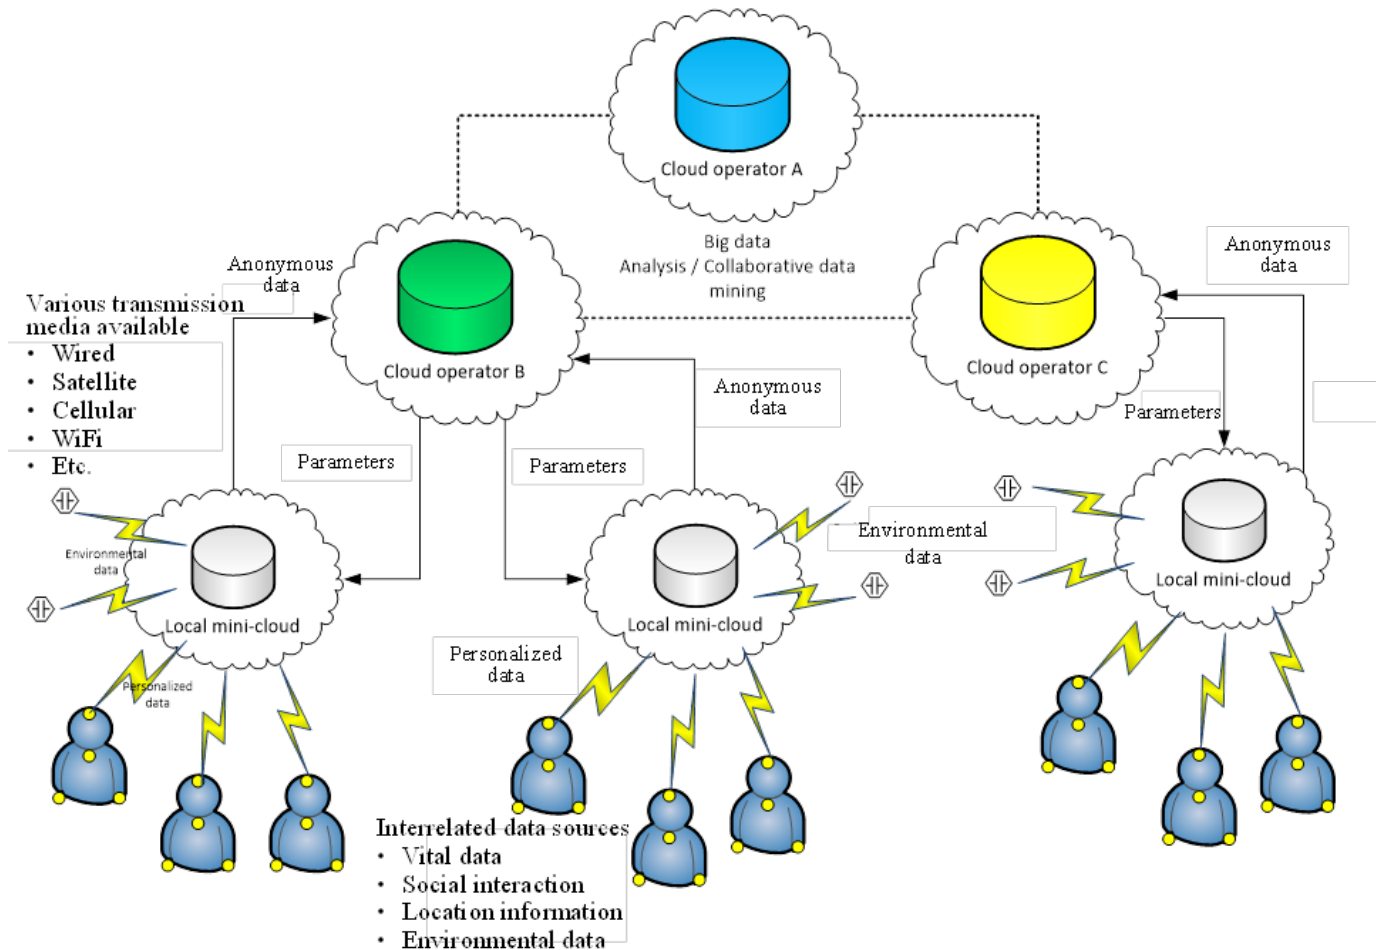 Cloud operator A
Big data
Analysis / Collaborative data
mining
Anonymous
data
Anonymous
data
Various transmission
media available
• Wired
• Satellite
• Cellular
• WiFi
• Etc.
Cloud operator B
Cloud operator C
Anonymous
data
Parameters
Parameters
Parameters
Environmental
data
Environmental
data
Local mini-cloud
Local mini-cloud
Local mini-cloud
Personalized
data
Personalized
data
Interrelated data sources
• Vital data
• Social interaction
• Location information
• Environmental data